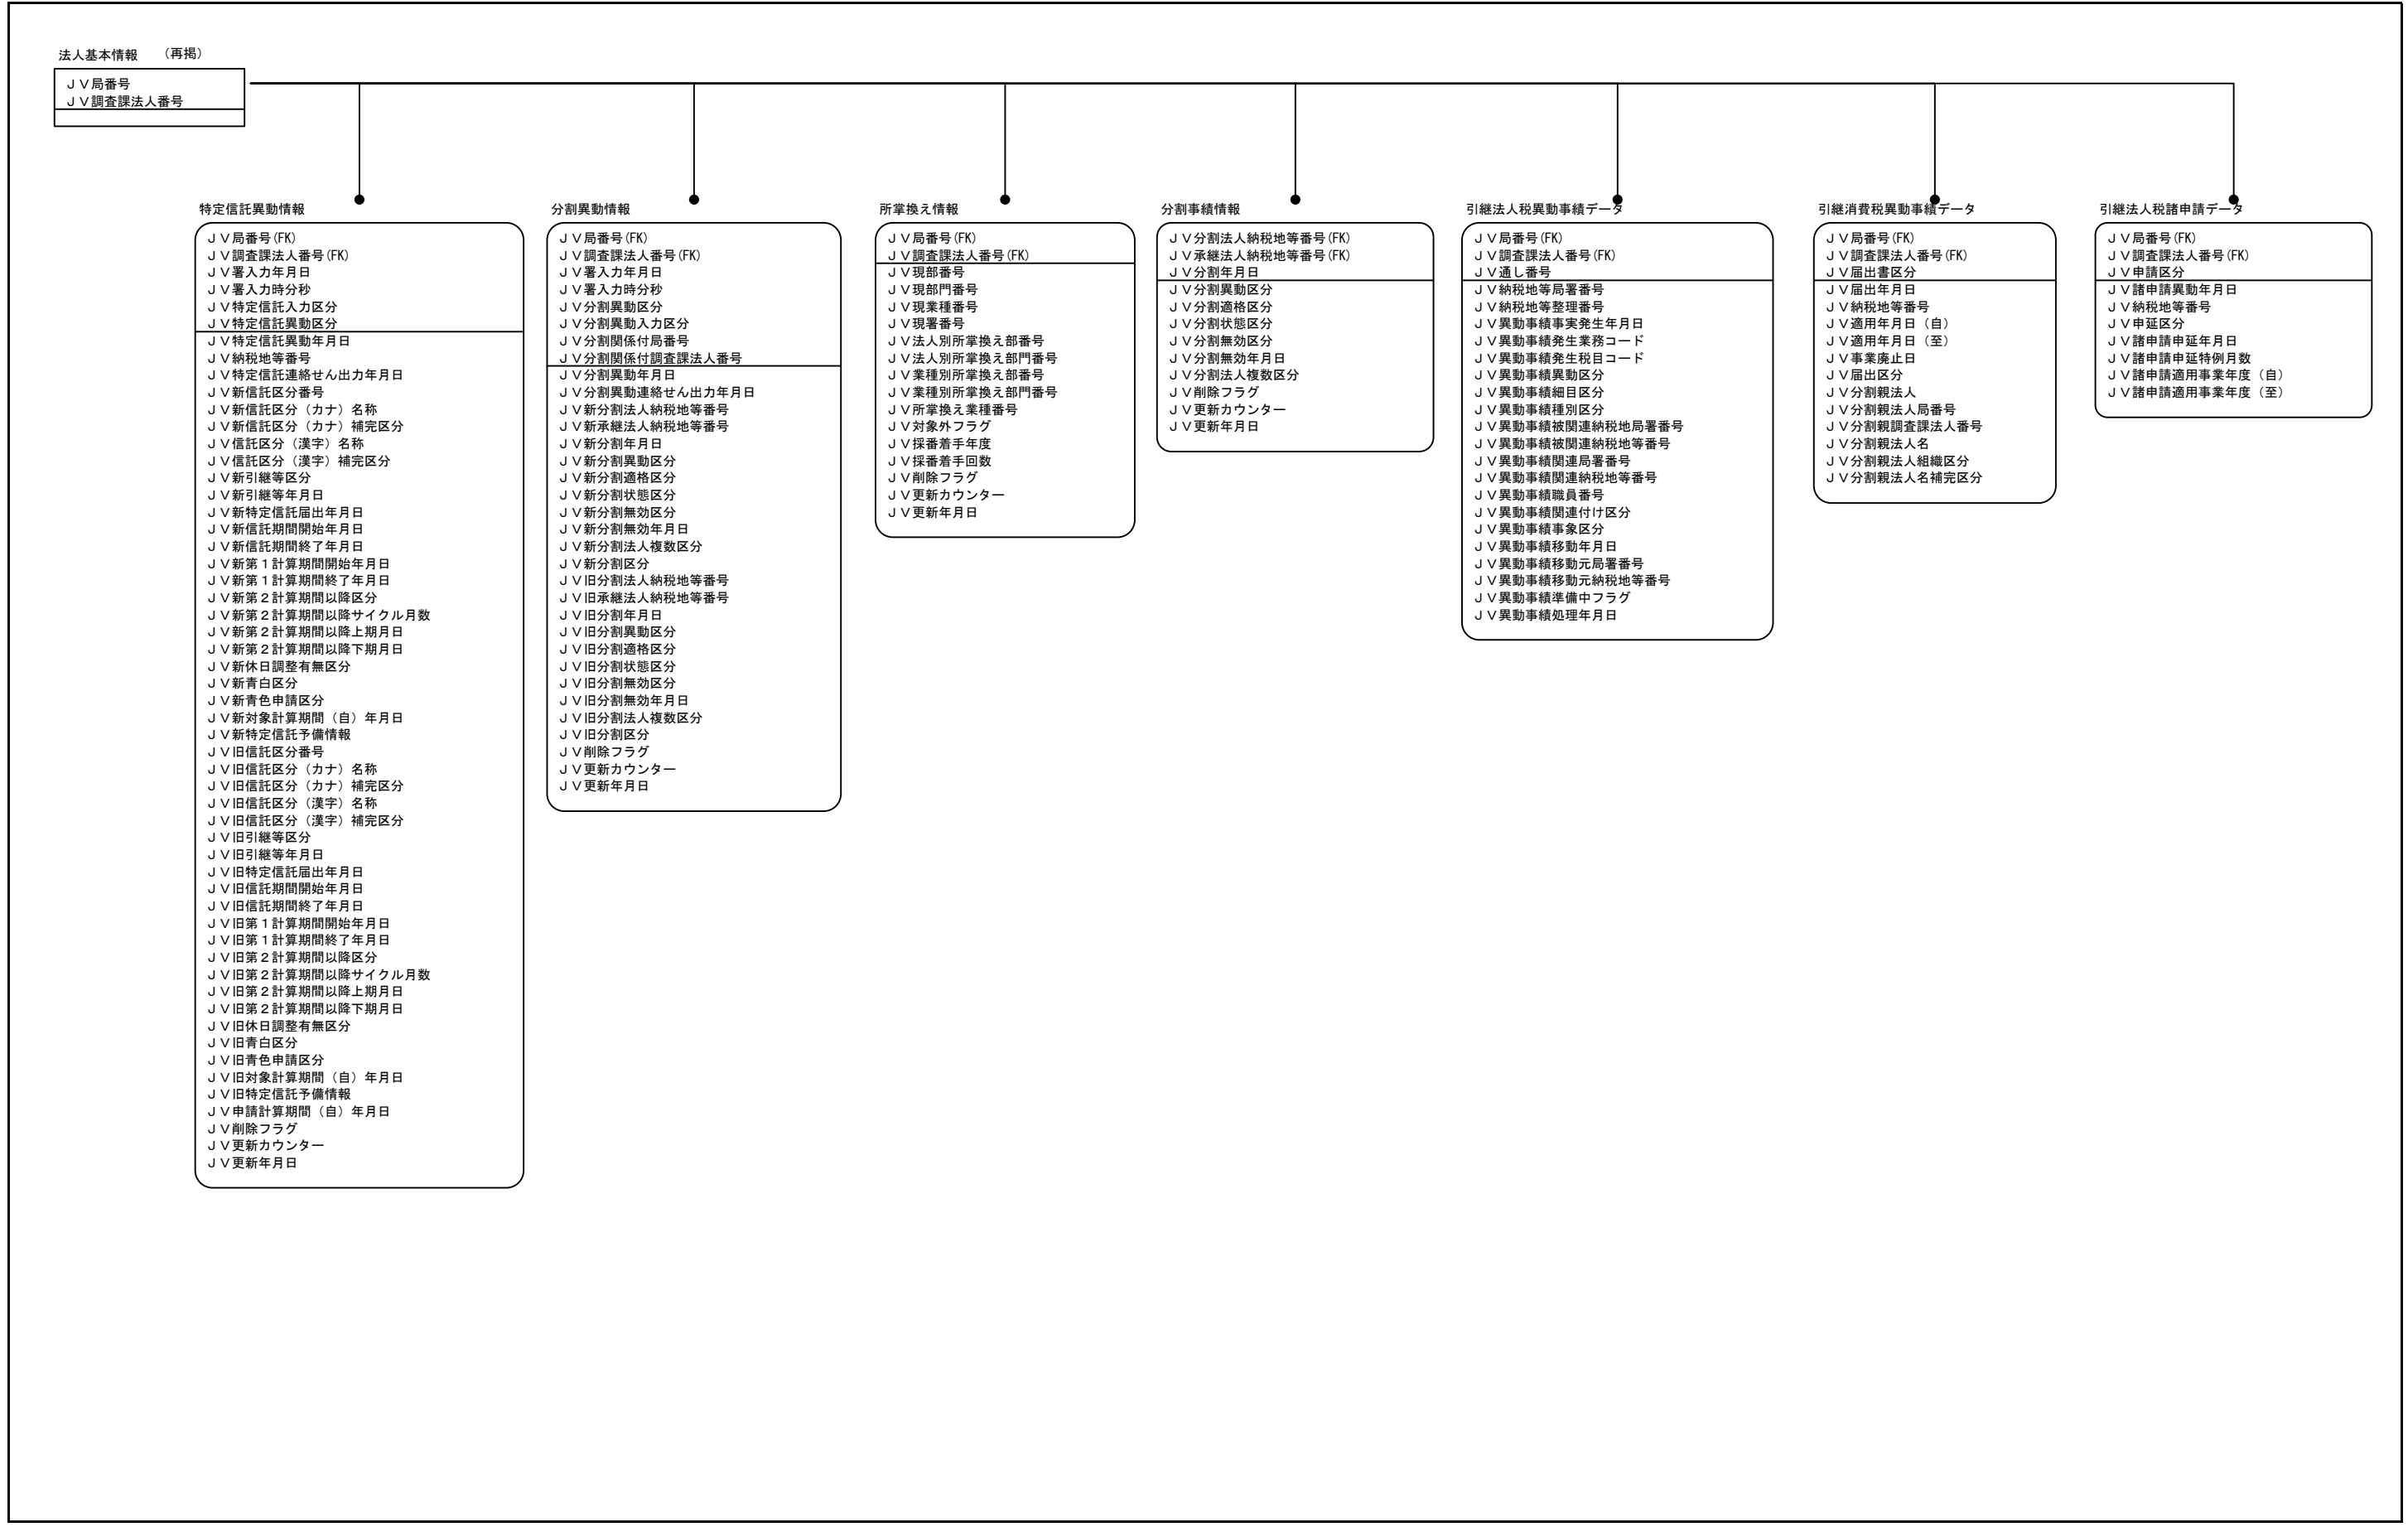 法人基本情報　（再掲）
ＪＶ局番号
ＪＶ調査課法人番号
特定信託異動情報
ＪＶ局番号(FK)
ＪＶ調査課法人番号(FK)
ＪＶ署入力年月日
ＪＶ署入力時分秒
ＪＶ特定信託入力区分
ＪＶ特定信託異動区分
ＪＶ特定信託異動年月日
ＪＶ納税地等番号
ＪＶ特定信託連絡せん出力年月日
ＪＶ新信託区分番号
ＪＶ新信託区分（カナ）名称
ＪＶ新信託区分（カナ）補完区分
ＪＶ信託区分（漢字）名称
ＪＶ信託区分（漢字）補完区分
ＪＶ新引継等区分
ＪＶ新引継等年月日
ＪＶ新特定信託届出年月日
ＪＶ新信託期間開始年月日
ＪＶ新信託期間終了年月日
ＪＶ新第１計算期間開始年月日
ＪＶ新第１計算期間終了年月日
ＪＶ新第２計算期間以降区分
ＪＶ新第２計算期間以降サイクル月数
ＪＶ新第２計算期間以降上期月日
ＪＶ新第２計算期間以降下期月日
ＪＶ新休日調整有無区分
ＪＶ新青白区分
ＪＶ新青色申請区分
ＪＶ新対象計算期間（自）年月日
ＪＶ新特定信託予備情報
ＪＶ旧信託区分番号
ＪＶ旧信託区分（カナ）名称
ＪＶ旧信託区分（カナ）補完区分
ＪＶ旧信託区分（漢字）名称
ＪＶ旧信託区分（漢字）補完区分
ＪＶ旧引継等区分
ＪＶ旧引継等年月日
ＪＶ旧特定信託届出年月日
ＪＶ旧信託期間開始年月日
ＪＶ旧信託期間終了年月日
ＪＶ旧第１計算期間開始年月日
ＪＶ旧第１計算期間終了年月日
ＪＶ旧第２計算期間以降区分
ＪＶ旧第２計算期間以降サイクル月数
ＪＶ旧第２計算期間以降上期月日
ＪＶ旧第２計算期間以降下期月日
ＪＶ旧休日調整有無区分
ＪＶ旧青白区分
ＪＶ旧青色申請区分
ＪＶ旧対象計算期間（自）年月日
ＪＶ旧特定信託予備情報
ＪＶ申請計算期間（自）年月日
ＪＶ削除フラグ
ＪＶ更新カウンター
ＪＶ更新年月日
分割異動情報
ＪＶ局番号(FK)
ＪＶ調査課法人番号(FK)
ＪＶ署入力年月日
ＪＶ署入力時分秒
ＪＶ分割異動区分
ＪＶ分割異動入力区分
ＪＶ分割関係付局番号
ＪＶ分割関係付調査課法人番号
ＪＶ分割異動年月日
ＪＶ分割異動連絡せん出力年月日
ＪＶ新分割法人納税地等番号
ＪＶ新承継法人納税地等番号
ＪＶ新分割年月日
ＪＶ新分割異動区分
ＪＶ新分割適格区分
ＪＶ新分割状態区分
ＪＶ新分割無効区分
ＪＶ新分割無効年月日
ＪＶ新分割法人複数区分
ＪＶ新分割区分
ＪＶ旧分割法人納税地等番号
ＪＶ旧承継法人納税地等番号
ＪＶ旧分割年月日
ＪＶ旧分割異動区分
ＪＶ旧分割適格区分
ＪＶ旧分割状態区分
ＪＶ旧分割無効区分
ＪＶ旧分割無効年月日
ＪＶ旧分割法人複数区分
ＪＶ旧分割区分
ＪＶ削除フラグ
ＪＶ更新カウンター
ＪＶ更新年月日
所掌換え情報
ＪＶ局番号(FK)
ＪＶ調査課法人番号(FK)
ＪＶ現部番号
ＪＶ現部門番号
ＪＶ現業種番号
ＪＶ現署番号
ＪＶ法人別所掌換え部番号
ＪＶ法人別所掌換え部門番号
ＪＶ業種別所掌換え部番号
ＪＶ業種別所掌換え部門番号
ＪＶ所掌換え業種番号
ＪＶ対象外フラグ
ＪＶ採番着手年度
ＪＶ採番着手回数
ＪＶ削除フラグ
ＪＶ更新カウンター
ＪＶ更新年月日
分割事績情報
ＪＶ分割法人納税地等番号(FK)
ＪＶ承継法人納税地等番号(FK)
ＪＶ分割年月日
ＪＶ分割異動区分
ＪＶ分割適格区分
ＪＶ分割状態区分
ＪＶ分割無効区分
ＪＶ分割無効年月日
ＪＶ分割法人複数区分
ＪＶ削除フラグ
ＪＶ更新カウンター
ＪＶ更新年月日
引継法人税異動事績データ
ＪＶ局番号(FK)
ＪＶ調査課法人番号(FK)
ＪＶ通し番号
ＪＶ納税地等局署番号
ＪＶ納税地等整理番号
ＪＶ異動事績事実発生年月日
ＪＶ異動事績発生業務コード
ＪＶ異動事績発生税目コード
ＪＶ異動事績異動区分
ＪＶ異動事績細目区分
ＪＶ異動事績種別区分
ＪＶ異動事績被関連納税地局署番号
ＪＶ異動事績被関連納税地等番号
ＪＶ異動事績関連局署番号
ＪＶ異動事績関連納税地等番号
ＪＶ異動事績職員番号
ＪＶ異動事績関連付け区分
ＪＶ異動事績事象区分
ＪＶ異動事績移動年月日
ＪＶ異動事績移動元局署番号
ＪＶ異動事績移動元納税地等番号
ＪＶ異動事績準備中フラグ
ＪＶ異動事績処理年月日
引継消費税異動事績データ
ＪＶ局番号(FK)
ＪＶ調査課法人番号(FK)
ＪＶ届出書区分
ＪＶ届出年月日
ＪＶ納税地等番号
ＪＶ適用年月日（自）
ＪＶ適用年月日（至）
ＪＶ事業廃止日
ＪＶ届出区分
ＪＶ分割親法人
ＪＶ分割親法人局番号
ＪＶ分割親調査課法人番号
ＪＶ分割親法人名
ＪＶ分割親法人組織区分
ＪＶ分割親法人名補完区分
引継法人税諸申請データ
ＪＶ局番号(FK)
ＪＶ調査課法人番号(FK)
ＪＶ申請区分
ＪＶ諸申請異動年月日
ＪＶ納税地等番号
ＪＶ申延区分
ＪＶ諸申請申延年月日
ＪＶ諸申請申延特例月数
ＪＶ諸申請適用事業年度（自）
ＪＶ諸申請適用事業年度（至）